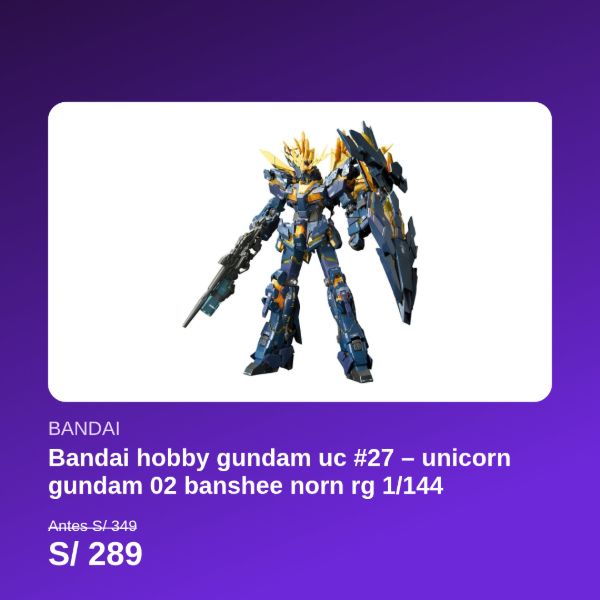 BANDAI
Bandai hobby gundam uc #27 – unicorn
gundam 02 banshee norn rg 1/144
Antes S/ 349
S/ 289